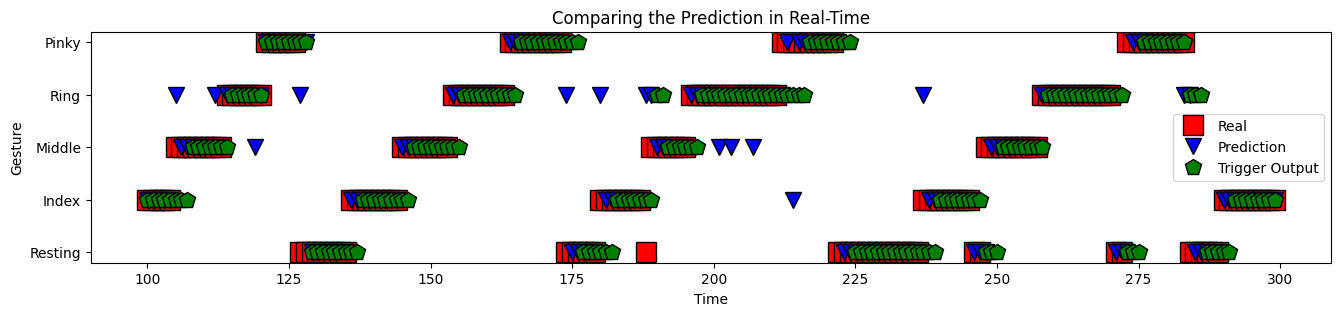 Comparing the Prediction in Real-Time
Pinky
Ring
Middle
Index
Resting
Gesture
Real
Prediction
Trigger Output
100 125 150 175 200 225 250 275 300
Time